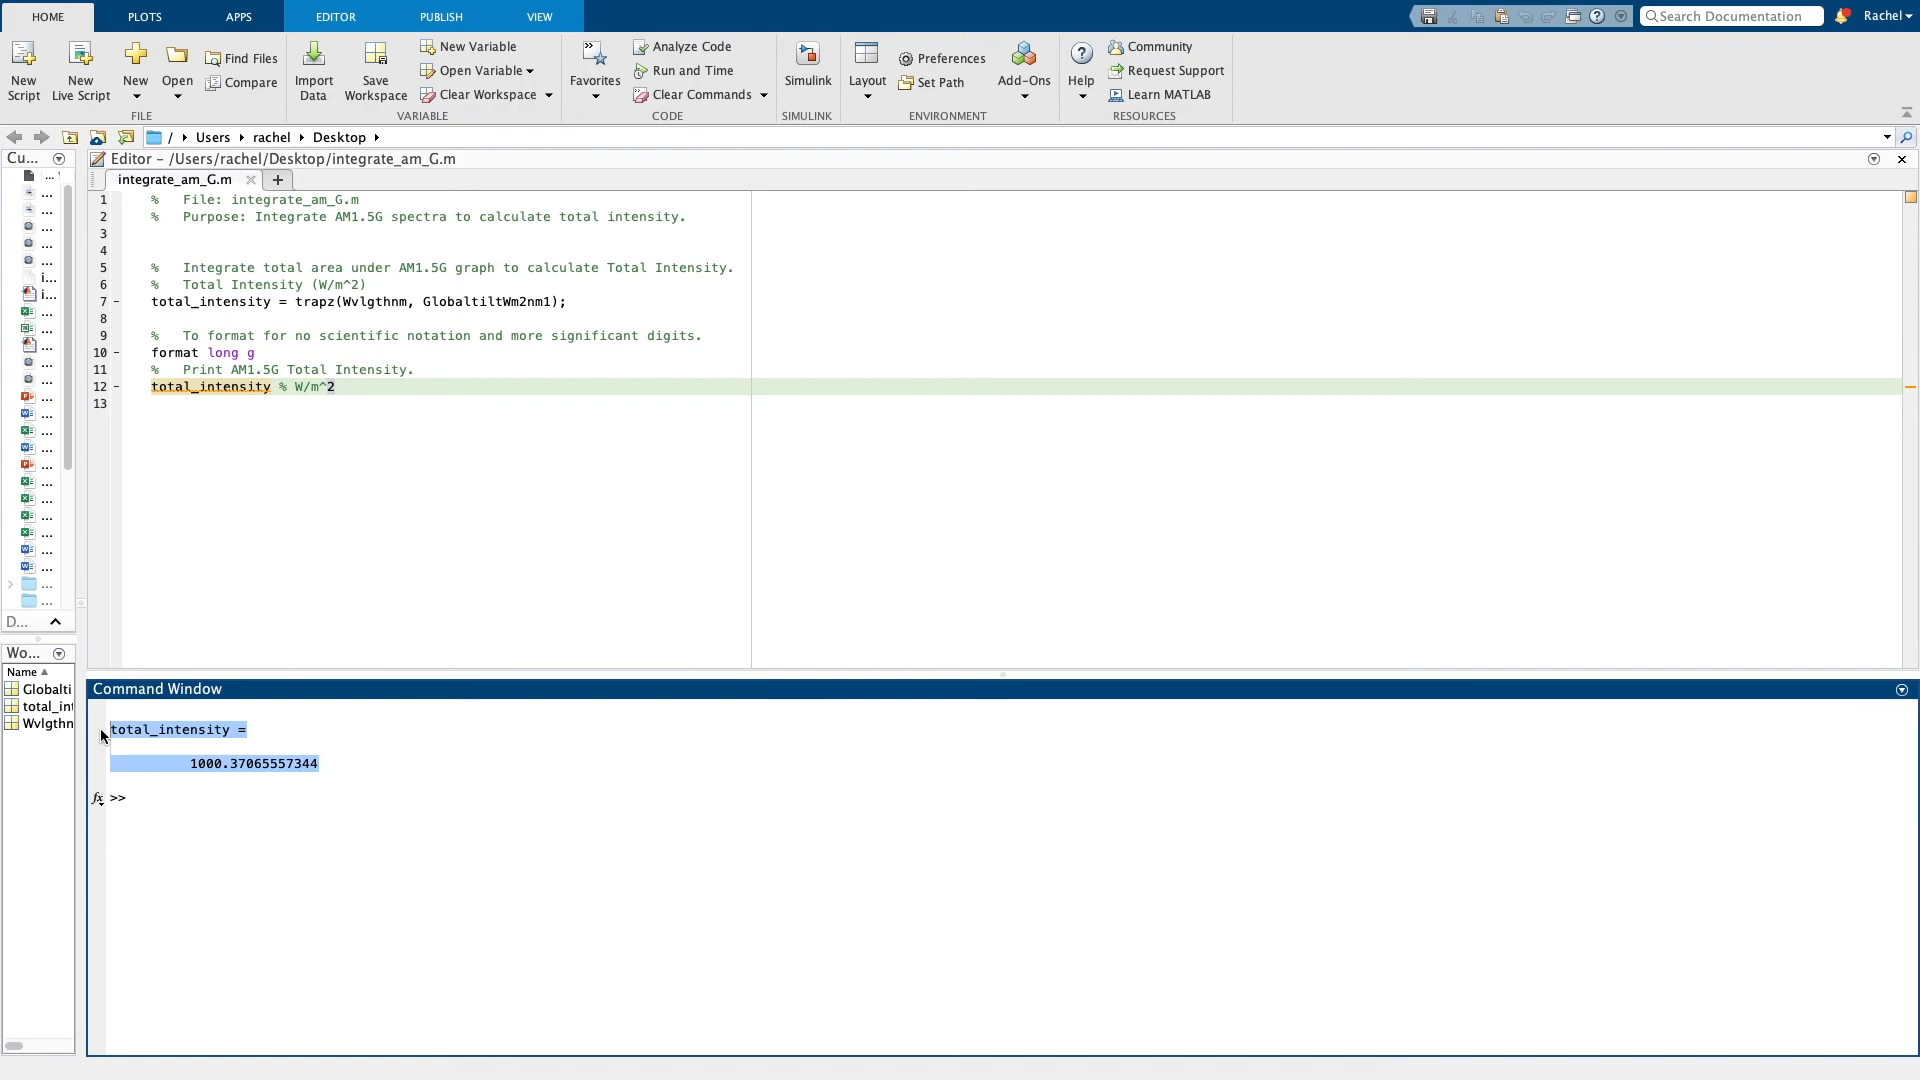 HOME PLOTS APPS EDITOR PUBLISH VIEW Search Documentation Rachel
New Script
New Live Script
New
Open
Find Files
Compare
FILE
Import Data
Save Workspace
New Variable
Open Variable
Clear Workspace
VARIABLE
Favorites
Analyze Code
Run and Time
Clear Commands
CODE
Simulink
SIMULINK
Layout
Preferences
Set Path
Add-Ons
ENVIRONMENT
Help
Community
Request Support
Learn MATLAB
RESOURCES
/ Users rachel Desktop
Cu...
Editor - /Users/rachel/Desktop/integrate_am_G.m
integrate_am_G.m
1 % File: integrate_am_G.m
2 % Purpose: Integrate AM1.5G spectra to calculate total intensity.
3
4
5 % Integrate total area under AM1.5G graph to calculate Total Intensity.
6 % Total Intensity (W/m^2)
7 - total_intensity = trapz(Wvlgthnm, GlobaltiltWm2nm1);
8
9 % To format for no scientific notation and more significant digits.
10 - format long g
11 % Print AM1.5G Total Intensity.
12 - total_intensity % W/m^2
13
i...
i...
D...
Wo...
Name
Globalti
total_int
Wvlgthn
Command Window
total_intensity =
1000.37065557344
fx >>